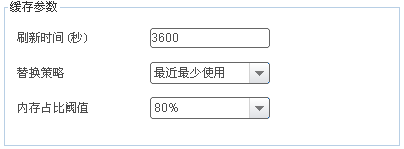 缓存参数
刷新时间(秒) 3600
替换策略 最近最少使用
内存占比阈值 80%